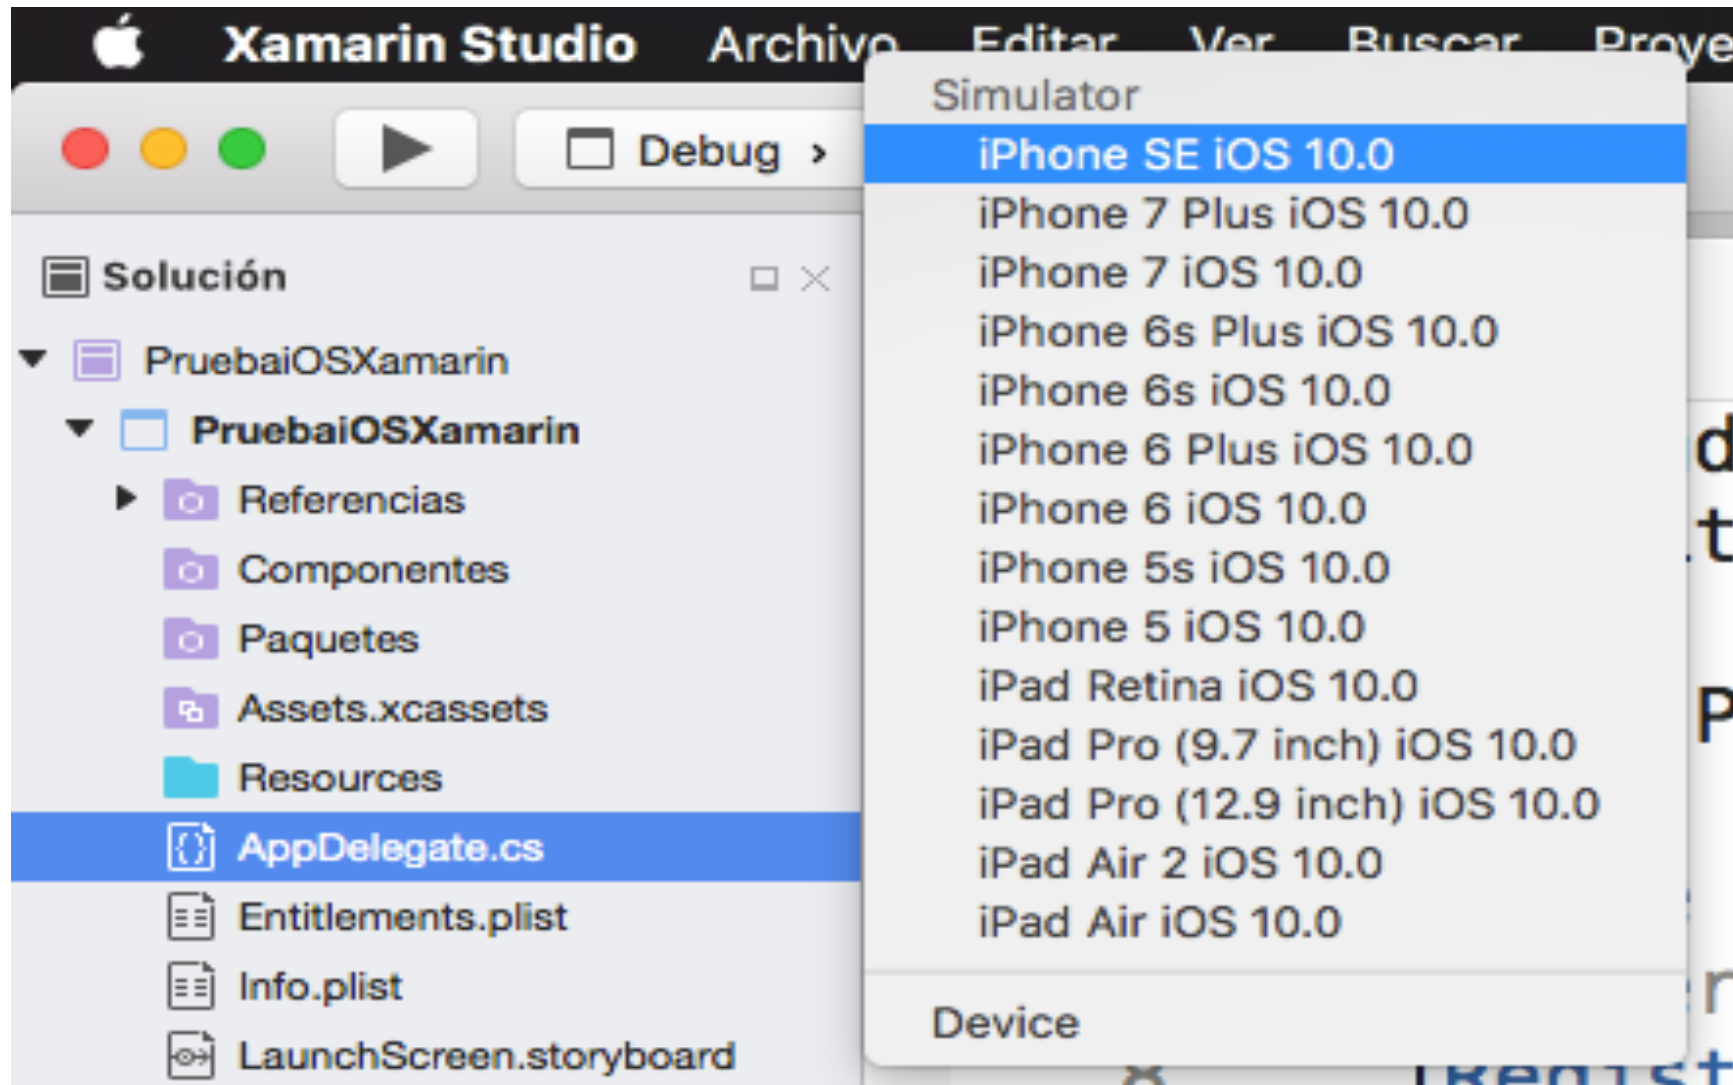 Xamarin Studio Archivo Editar Ver Buscar
Debug
Solución
PruebaiOSXamarin
PruebaiOSXamarin
Referencias
Componentes
Paquetes
Assets.xcassets
Resources
AppDelegate.cs
Entitlements.plist
Info.plist
LaunchScreen.storyboard
Simulator
iPhone SE iOS 10.0
iPhone 7 Plus iOS 10.0
iPhone 7 iOS 10.0
iPhone 6s Plus iOS 10.0
iPhone 6s iOS 10.0
iPhone 6 Plus iOS 10.0
iPhone 6 iOS 10.0
iPhone 5s iOS 10.0
iPhone 5 iOS 10.0
iPad Retina iOS 10.0
iPad Pro (9.7 inch) iOS 10.0
iPad Pro (12.9 inch) iOS 10.0
iPad Air 2 iOS 10.0
iPad Air iOS 10.0
Device